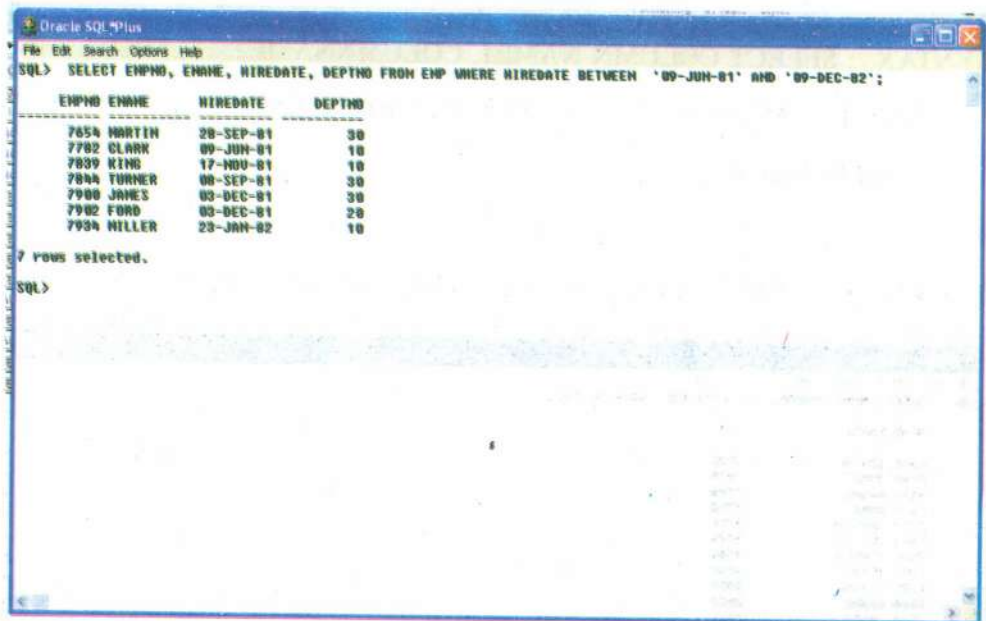 Oracle SQL*Plus
File Edit Search Options Help
SQL> SELECT EMPNO, ENAME, HIREDATE, DEPTNO FROM EMP WHERE HIREDATE BETWEEN '09-JUN-81' AND '09-DEC-82';
EMPNO ENAME HIREDATE DEPTNO
---------- ---------- --------- ----------
7654 MARTIN 28-SEP-81 30
7782 CLARK 09-JUN-81 10
7839 KING 17-NOV-81 10
7844 TURNER 08-SEP-81 30
7900 JAMES 03-DEC-81 30
7902 FORD 03-DEC-81 20
7934 MILLER 23-JAN-82 10
7 rows selected.
SQL>